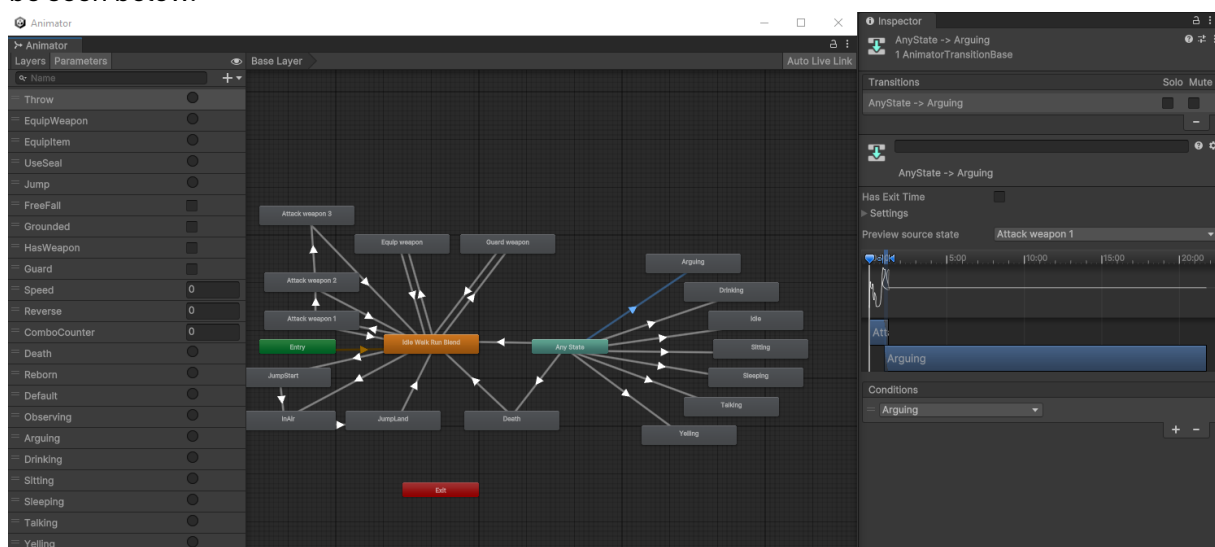 Animator
Animator
Layers Parameters
Name
Throw
EquipWeapon
EquipItem
UseSeal
Jump
FreeFall
Grounded
HasWeapon
Guard
Speed 0
Reverse 0
ComboCounter 0
Death
Reborn
Default
Observing
Arguing
Drinking
Sitting
Sleeping
Talking
Yelling
Base Layer
Auto Live Link
Attack weapon 3
Equip weapon
Guard weapon
Attack weapon 2
Attack weapon 1
Entry
Idle Walk Run Blend
JumpStart
InAir
JumpLand
Death
Exit
Any State
Arguing
Drinking
Idle
Sitting
Sleeping
Talking
Yelling
Inspector
AnyState -> Arguing
1 AnimatorTransitionBase
Transitions Solo Mute
AnyState -> Arguing
AnyState -> Arguing
Has Exit Time
Settings
Preview source state Attack weapon 1
5:00 10:00 15:00 20:00
Arguing
Conditions
Arguing